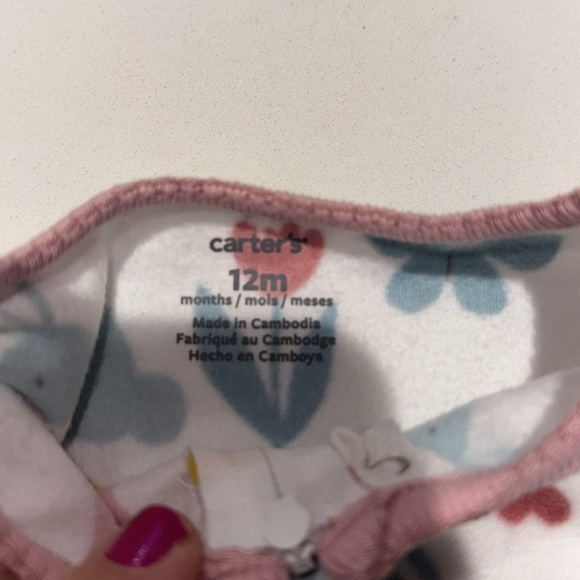 carter's
12m
months / mois / meses
Made in Cambodia
Fabriqué au Cambodge
Hecho en Camboya